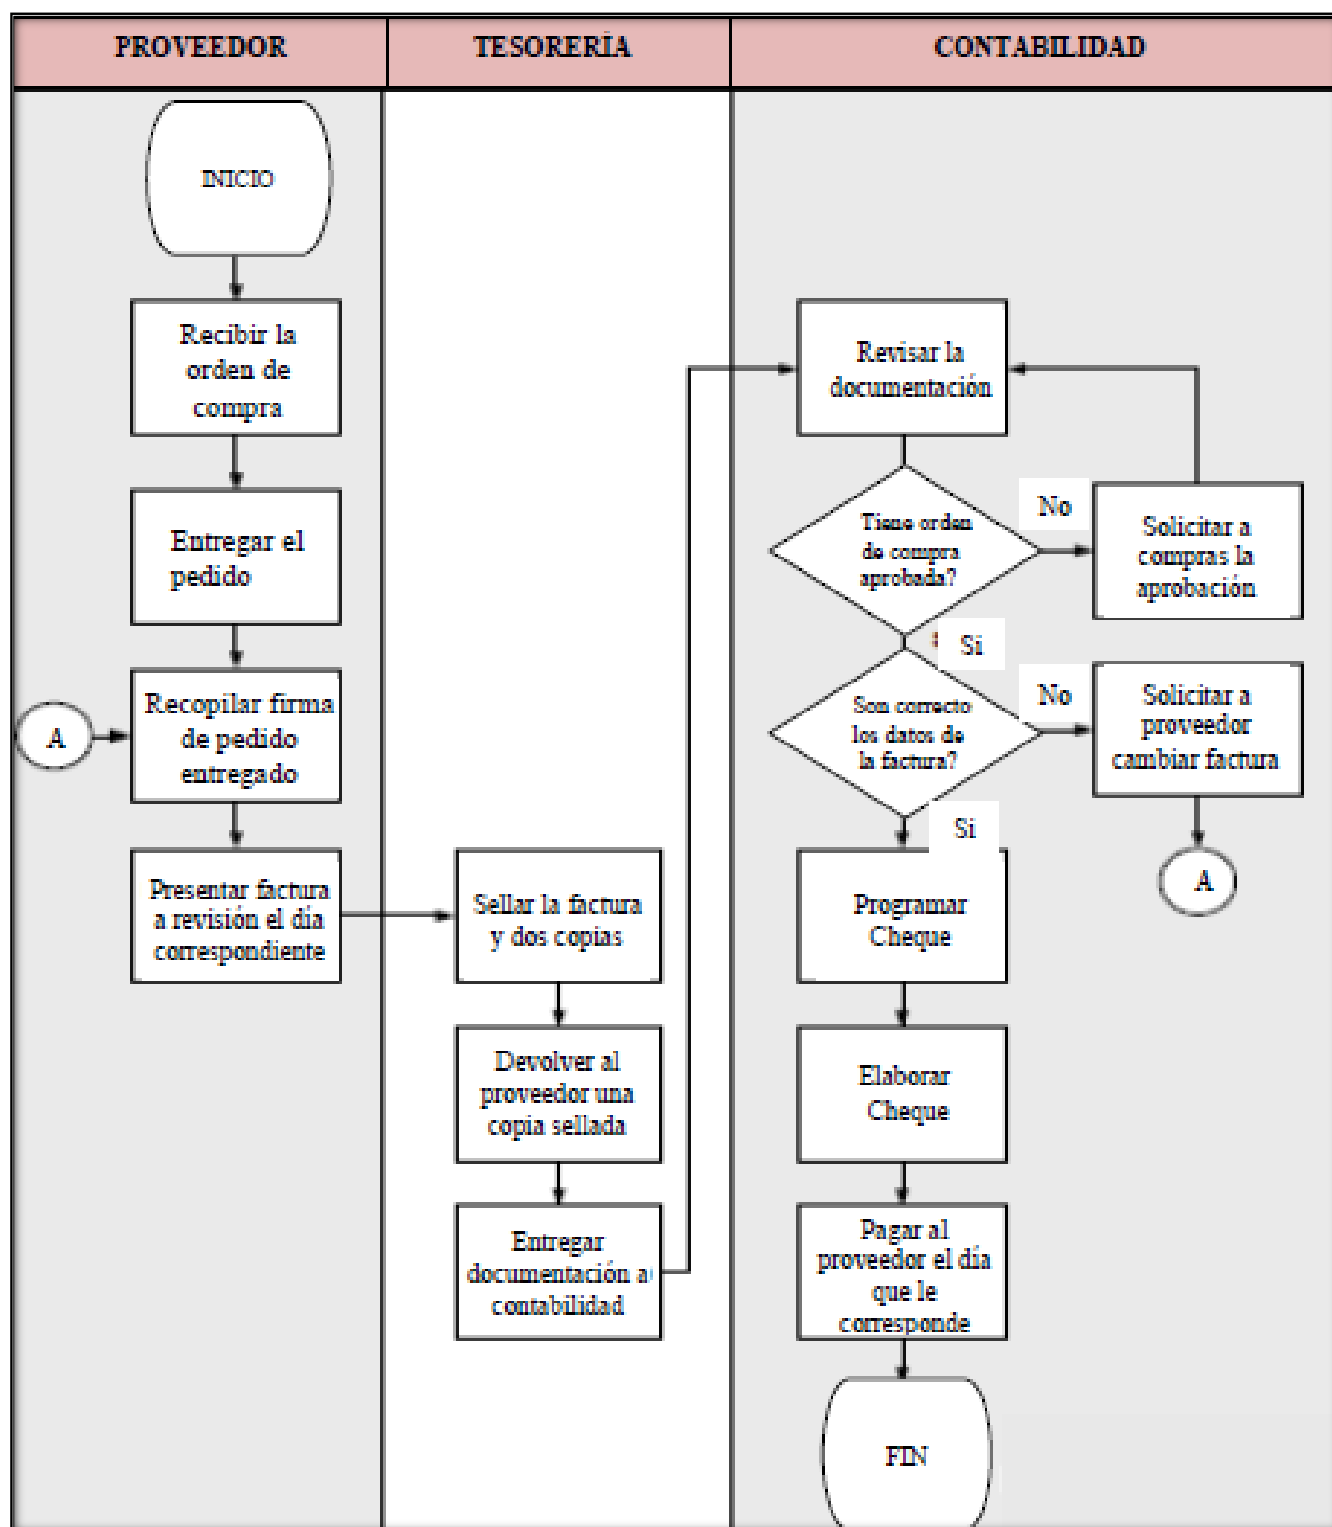 PROVEEDOR
TESORERÍA
CONTABILIDAD
INICIO
Recibir la
orden de
compra
Entregar el
pedido
A
Recopilar firma
de pedido
entregado
Presentar factura
a revisión el día
correspondiente
Sellar la factura
y dos copias
Devolver al
proveedor una
copia sellada
Entregar
documentación a
contabilidad
Revisar la
documentación
Tiene orden
de compra
aprobada?
No
Solicitar a
compras la
aprobación
Si
Son correcto
los datos de
la factura?
No
Solicitar a
proveedor
cambiar factura
A
Si
Programar
Cheque
Elaborar
Cheque
Pagar al
proveedor el día
que le
corresponde
FIN